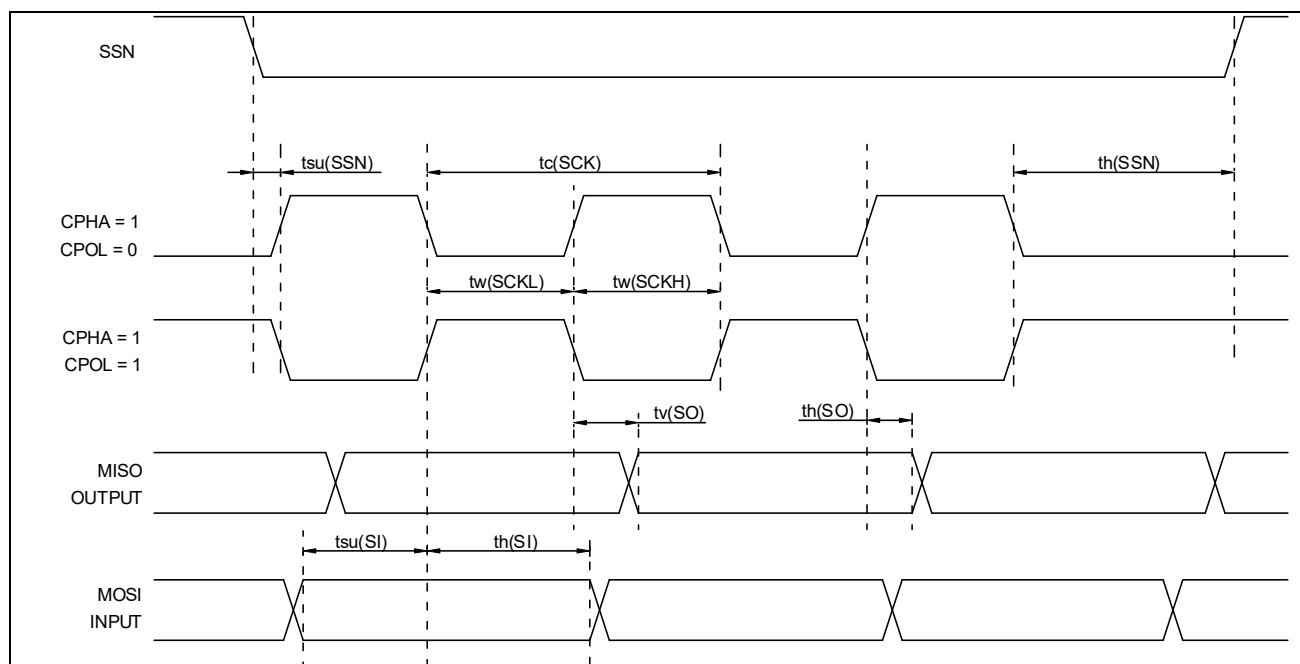 SSN
tsu(SSN)
tc(SCK)
th(SSN)
CPHA = 1
CPOL = 0
tw(SCKL)
tw(SCKH)
CPHA = 1
CPOL = 1
tv(SO)
th(SO)
MISO
OUTPUT
tsu(SI)
th(SI)
MOSI
INPUT